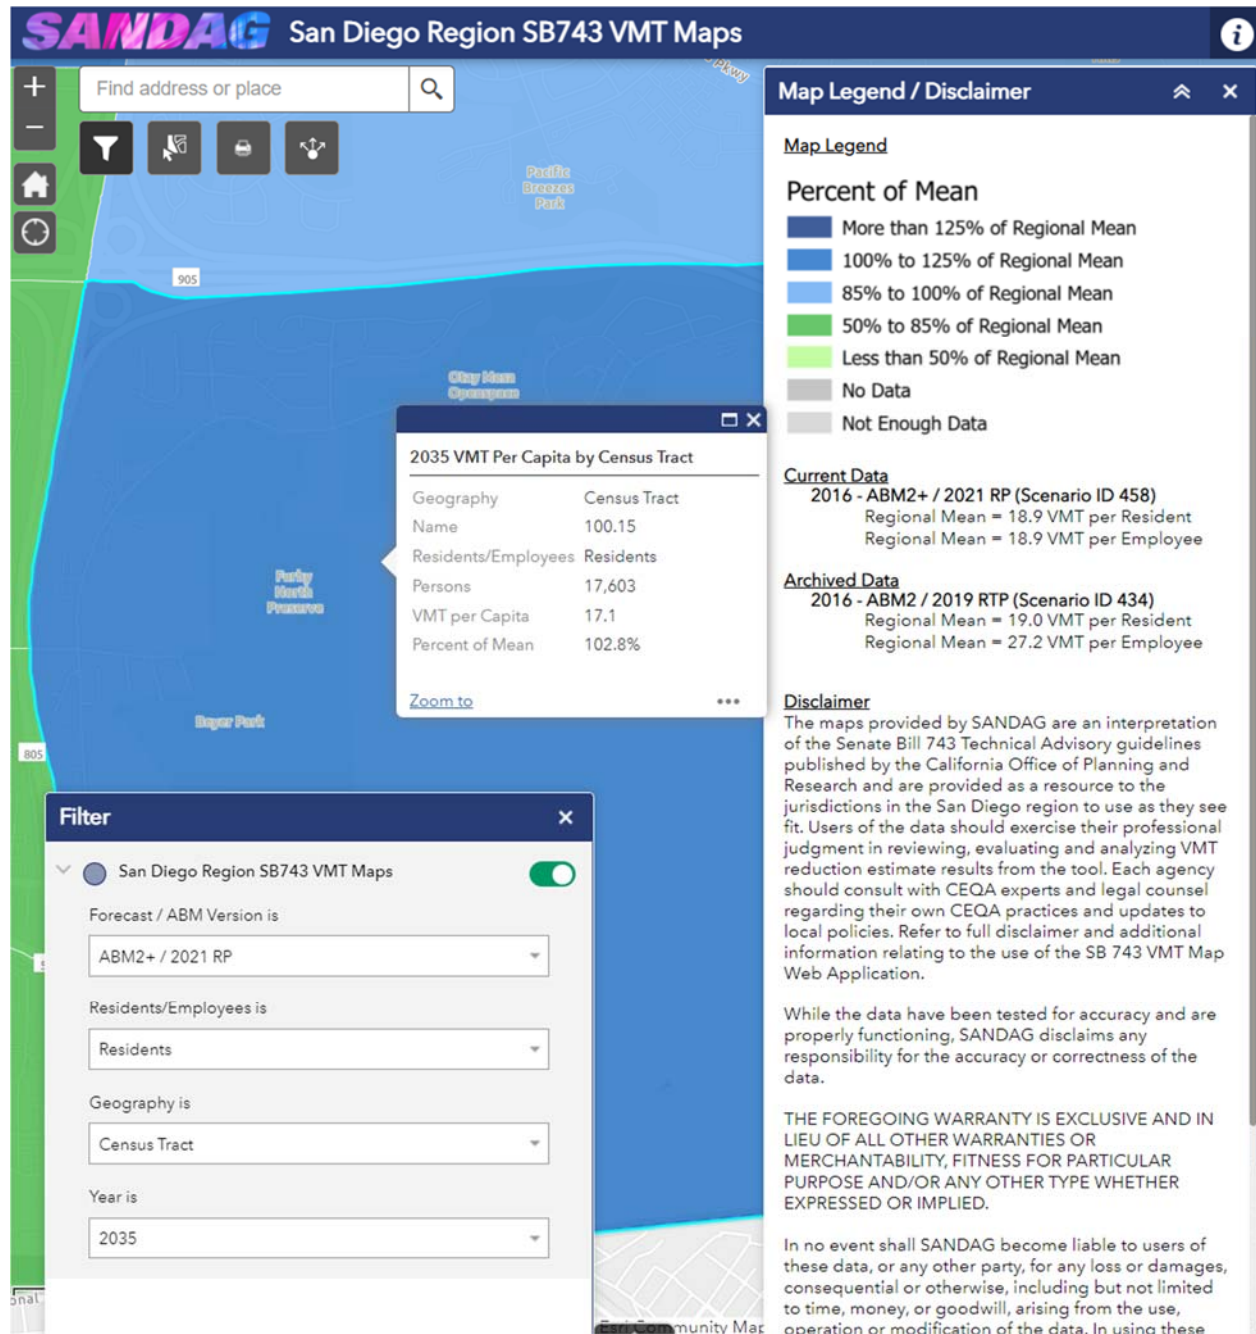 SANDAG San Diego Region SB743 VMT Maps
Find address or place
Pkwy
Pacific
Breezes
Park
905
Otay Mesa
Openspace
Furby
North
Preserve
Beyer Park
805
2035 VMT Per Capita by Census Tract
Geography Census Tract
Name 100.15
Residents/Employees Residents
Persons 17,603
VMT per Capita 17.1
Percent of Mean 102.8%
Zoom to
Filter
San Diego Region SB743 VMT Maps
Forecast / ABM Version is
ABM2+ / 2021 RP
Residents/Employees is
Residents
Geography is
Census Tract
Year is
2035
onal
Esri Community Map
Map Legend / Disclaimer
Map Legend
Percent of Mean
More than 125% of Regional Mean
100% to 125% of Regional Mean
85% to 100% of Regional Mean
50% to 85% of Regional Mean
Less than 50% of Regional Mean
No Data
Not Enough Data
Current Data
2016 - ABM2+ / 2021 RP (Scenario ID 458)
Regional Mean = 18.9 VMT per Resident
Regional Mean = 18.9 VMT per Employee
Archived Data
2016 - ABM2 / 2019 RTP (Scenario ID 434)
Regional Mean = 19.0 VMT per Resident
Regional Mean = 27.2 VMT per Employee
Disclaimer
The maps provided by SANDAG are an interpretation
of the Senate Bill 743 Technical Advisory guidelines
published by the California Office of Planning and
Research and are provided as a resource to the
jurisdictions in the San Diego region to use as they see
fit. Users of the data should exercise their professional
judgment in reviewing, evaluating and analyzing VMT
reduction estimate results from the tool. Each agency
should consult with CEQA experts and legal counsel
regarding their own CEQA practices and updates to
local policies. Refer to full disclaimer and additional
information relating to the use of the SB 743 VMT Map
Web Application.
While the data have been tested for accuracy and are
properly functioning, SANDAG disclaims any
responsibility for the accuracy or correctness of the
data.
THE FOREGOING WARRANTY IS EXCLUSIVE AND IN
LIEU OF ALL OTHER WARRANTIES OR
MERCHANTABILITY, FITNESS FOR PARTICULAR
PURPOSE AND/OR ANY OTHER TYPE WHETHER
EXPRESSED OR IMPLIED.
In no event shall SANDAG become liable to users of
these data, or any other party, for any loss or damages,
consequential or otherwise, including but not limited
to time, money, or goodwill, arising from the use,
operation or modification of the data. In using these